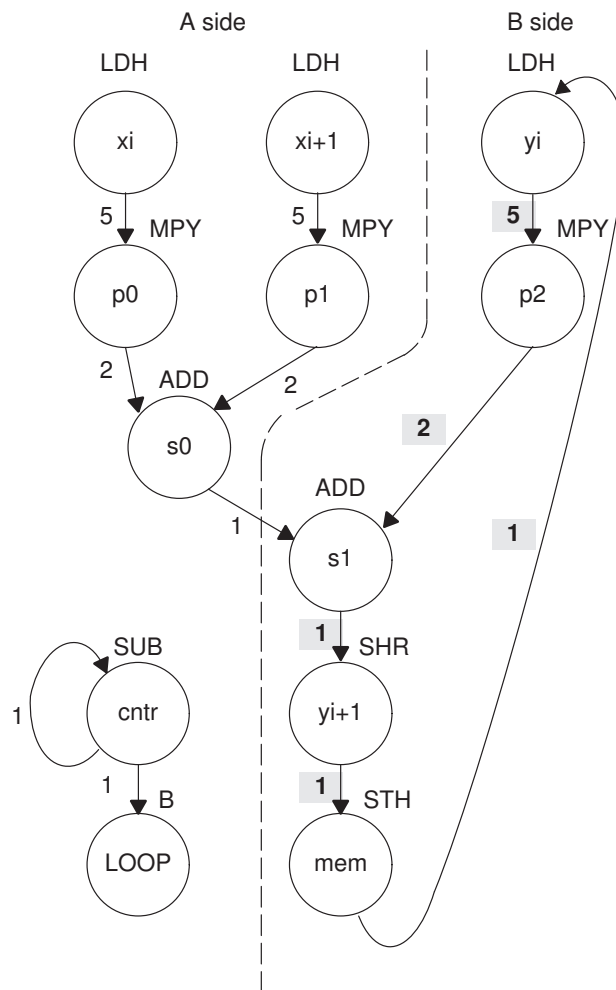 A side B side
LDH LDH LDH
xi xi+1 yi
5 MPY 5 MPY 5 MPY
p0 p1 p2
2 ADD 2
s0 2
ADD
1 1
s1
1 SHR
SUB
1 cntr yi+1
1 B 1 STH
LOOP mem